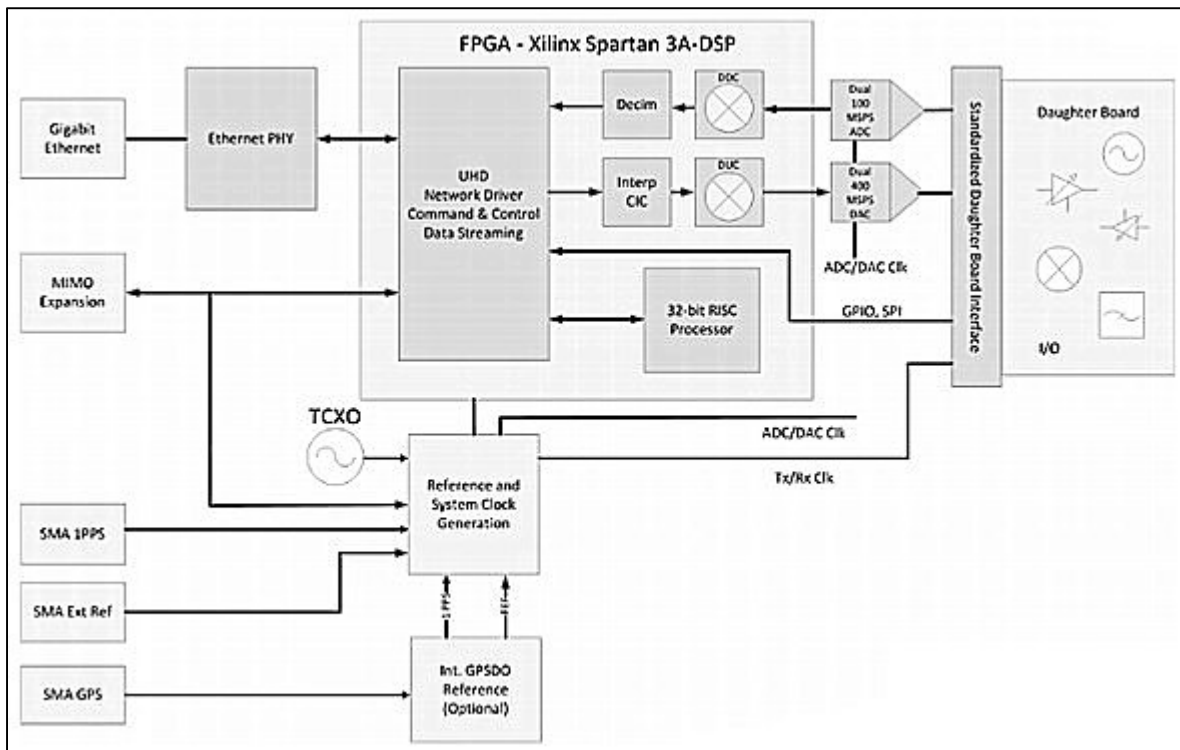 FPGA - Xilinx Spartan 3A-DSP
Gigabit
Ethernet
Ethernet PHY
UHD
Network Driver
Command & Control
Data Streaming
Decim
DDC
Dual
100
MSPS
ADC
Interp
CIC
DUC
Dual
400
MSPS
DAC
ADC/DAC Clk
Standardized Daughter Board Interface
Daughter Board
I/O
MIMO
Expansion
32-bit RISC
Processor
GPIO, SPI
TCXO
ADC/DAC Clk
Tx/Rx Clk
Reference and
System Clock
Generation
SMA 1PPS
SMA Ext Ref
1 PPS
REF
SMA GPS
Int. GPSDO
Reference
(Optional)